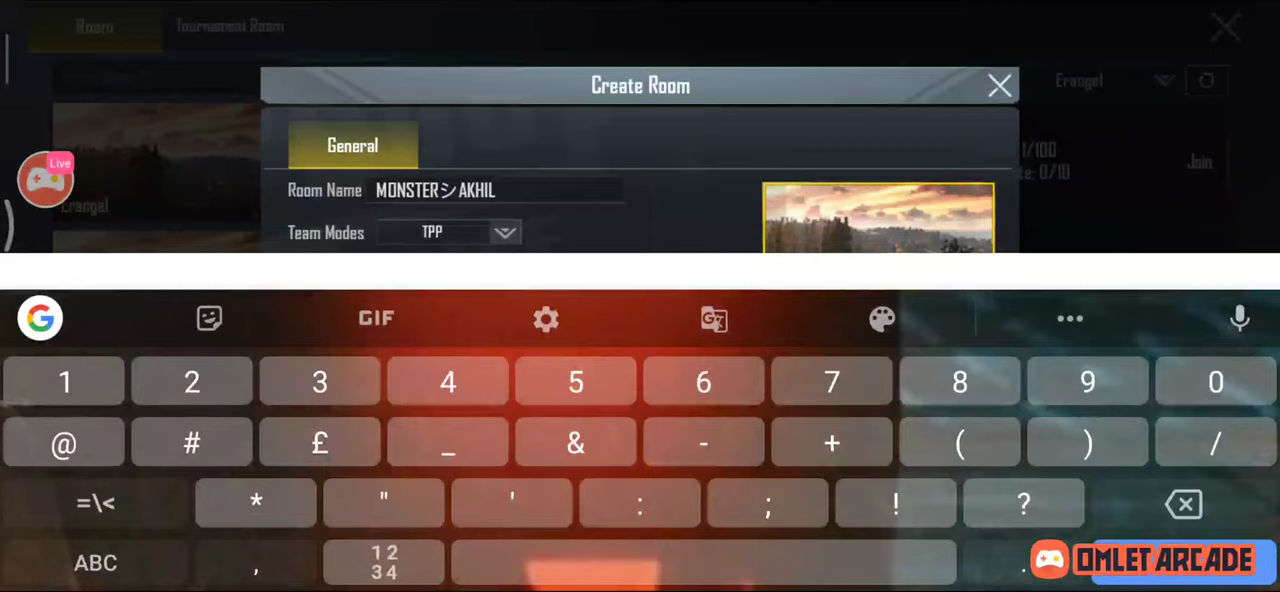 Room Tournament Room
Create Room
Erangel
General
Live
1/100
Join
Room Name MONSTERシAKHIL
Erangel
Team Modes TPP
G GIF
1 2 3 4 5 6 7 8 9 0
@ # £ _ & - + ( ) /
=\< * " ' : ; ! ?
ABC , 12 .
34
OMLET ARCADE